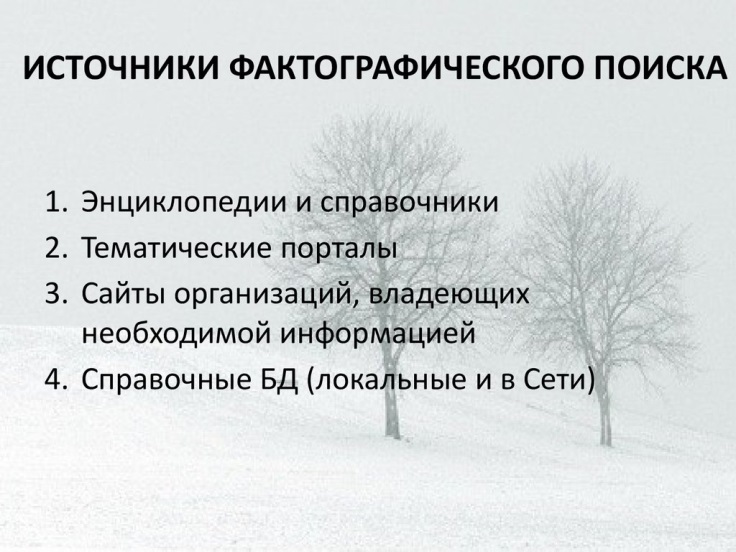 ИСТОЧНИКИ ФАКТОГРАФИЧЕСКОГО ПОИСКА
1. Энциклопедии и справочники
2. Тематические порталы
3. Сайты организаций, владеющих
необходимой информацией
4. Справочные БД (локальные и в Сети)